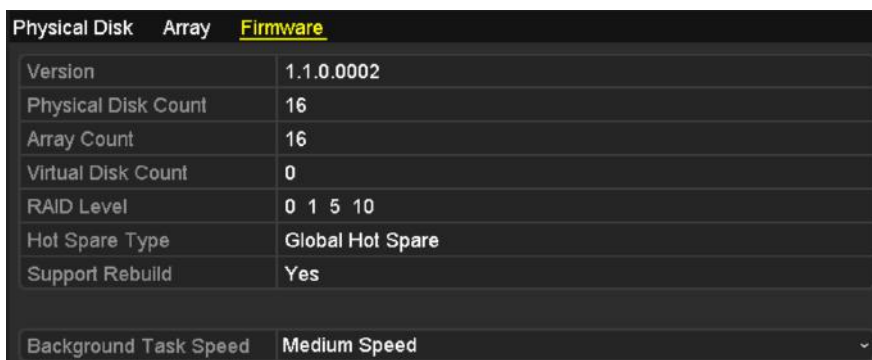 Physical Disk Array Firmware
Version 1.1.0.0002
Physical Disk Count 16
Array Count 16
Virtual Disk Count 0
RAID Level 0 1 5 10
Hot Spare Type Global Hot Spare
Support Rebuild Yes
Background Task Speed Medium Speed